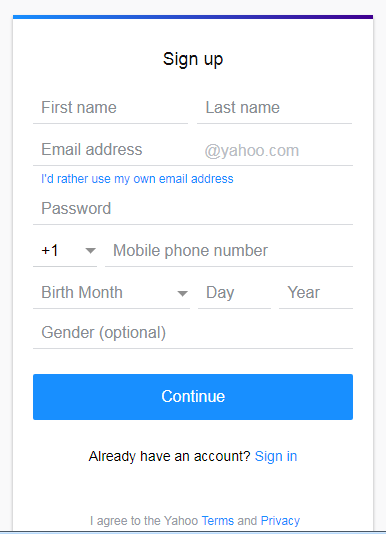 Sign up
First name Last name
Email address @yahoo.com
I'd rather use my own email address
Password
+1 Mobile phone number
Birth Month Day Year
Gender (optional)
Continue
Already have an account? Sign in
I agree to the Yahoo Terms and Privacy